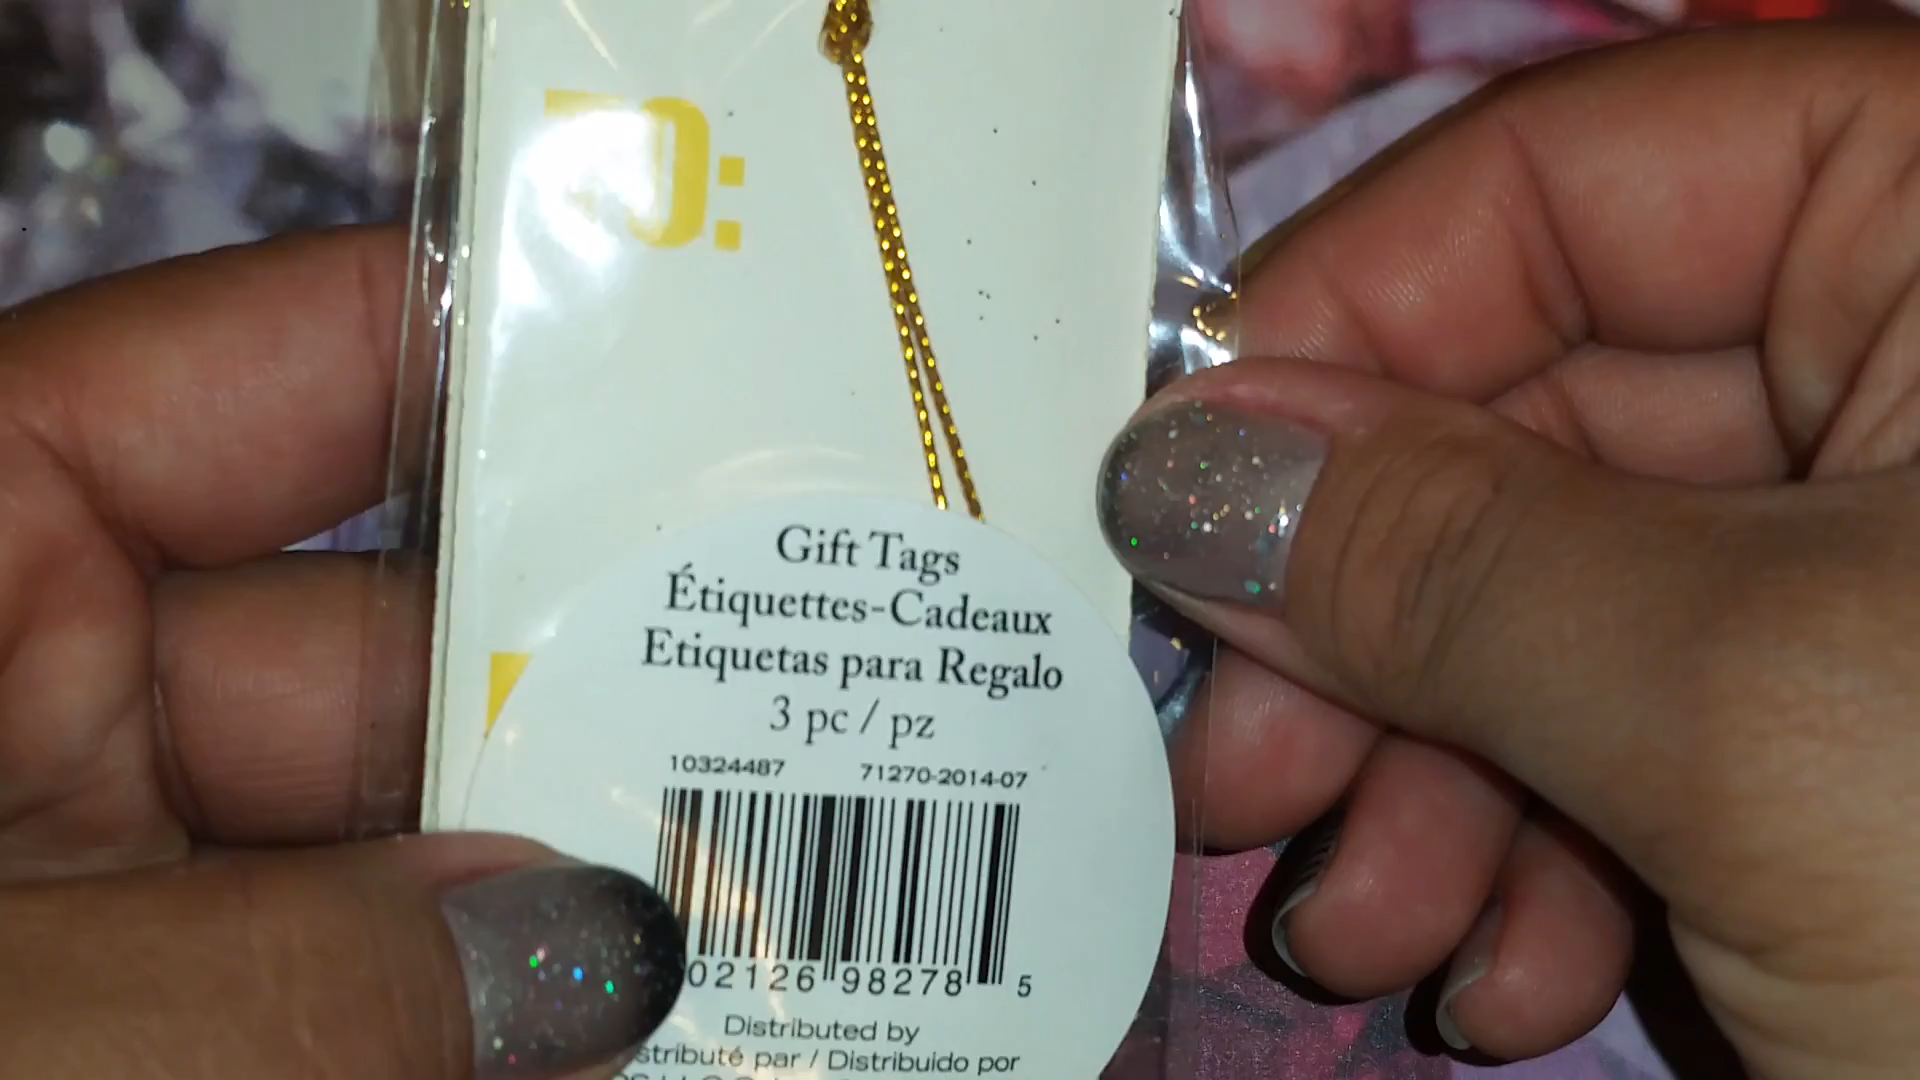 TO:
Gift Tags
Étiquettes-Cadeaux
Etiquetas para Regalo
3 pc / pz
10324487 71270-2014-07
02126 98278 5
Distributed by
par / Distribuido por